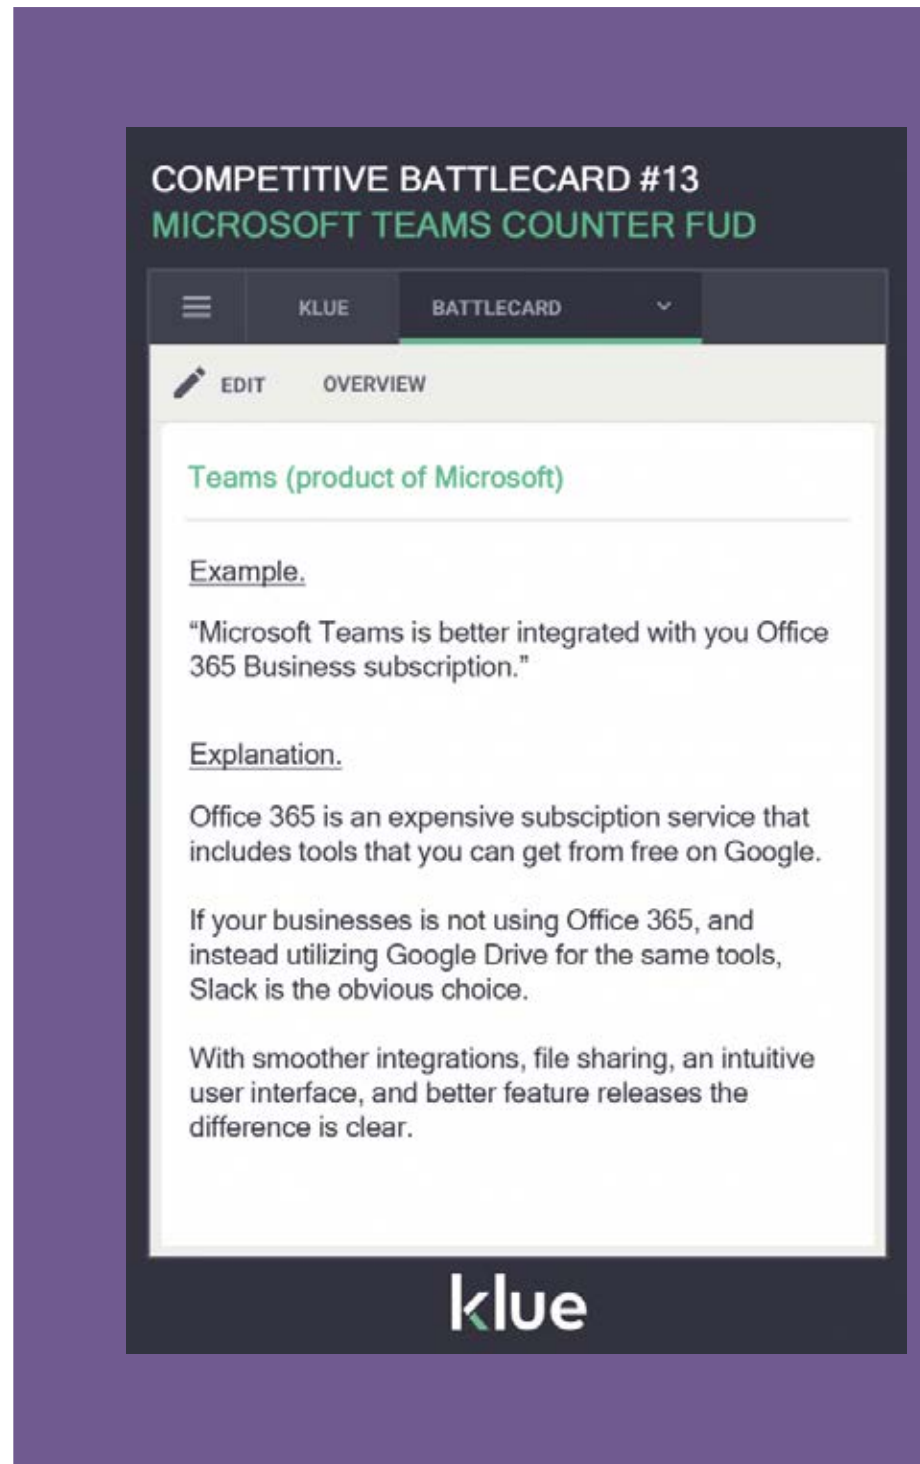 COMPETITIVE BATTLECARD #13
MICROSOFT TEAMS COUNTER FUD
KLUE BATTLECARD
EDIT OVERVIEW
Teams (product of Microsoft)
Example.
“Microsoft Teams is better integrated with you Office
365 Business subscription.”
Explanation.
Office 365 is an expensive subsciption service that
includes tools that you can get from free on Google.
If your businesses is not using Office 365, and
instead utilizing Google Drive for the same tools,
Slack is the obvious choice.
With smoother integrations, file sharing, an intuitive
user interface, and better feature releases the
difference is clear.
klue